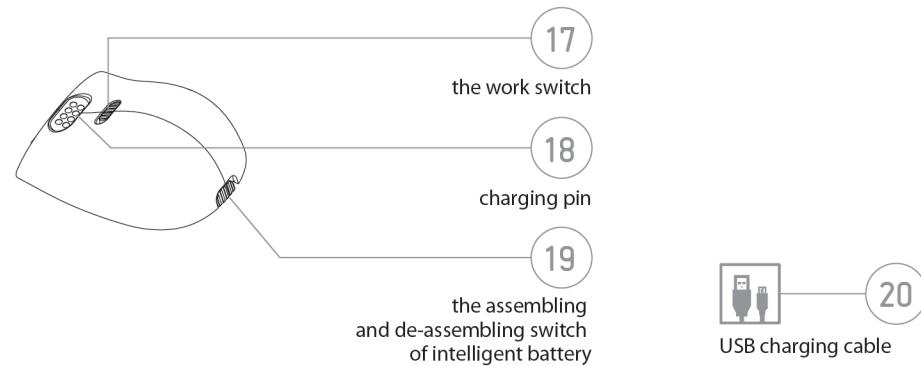 17
the work switch
18
charging pin
19
the assembling
and de-assembling switch
of intelligent battery
20
USB charging cable